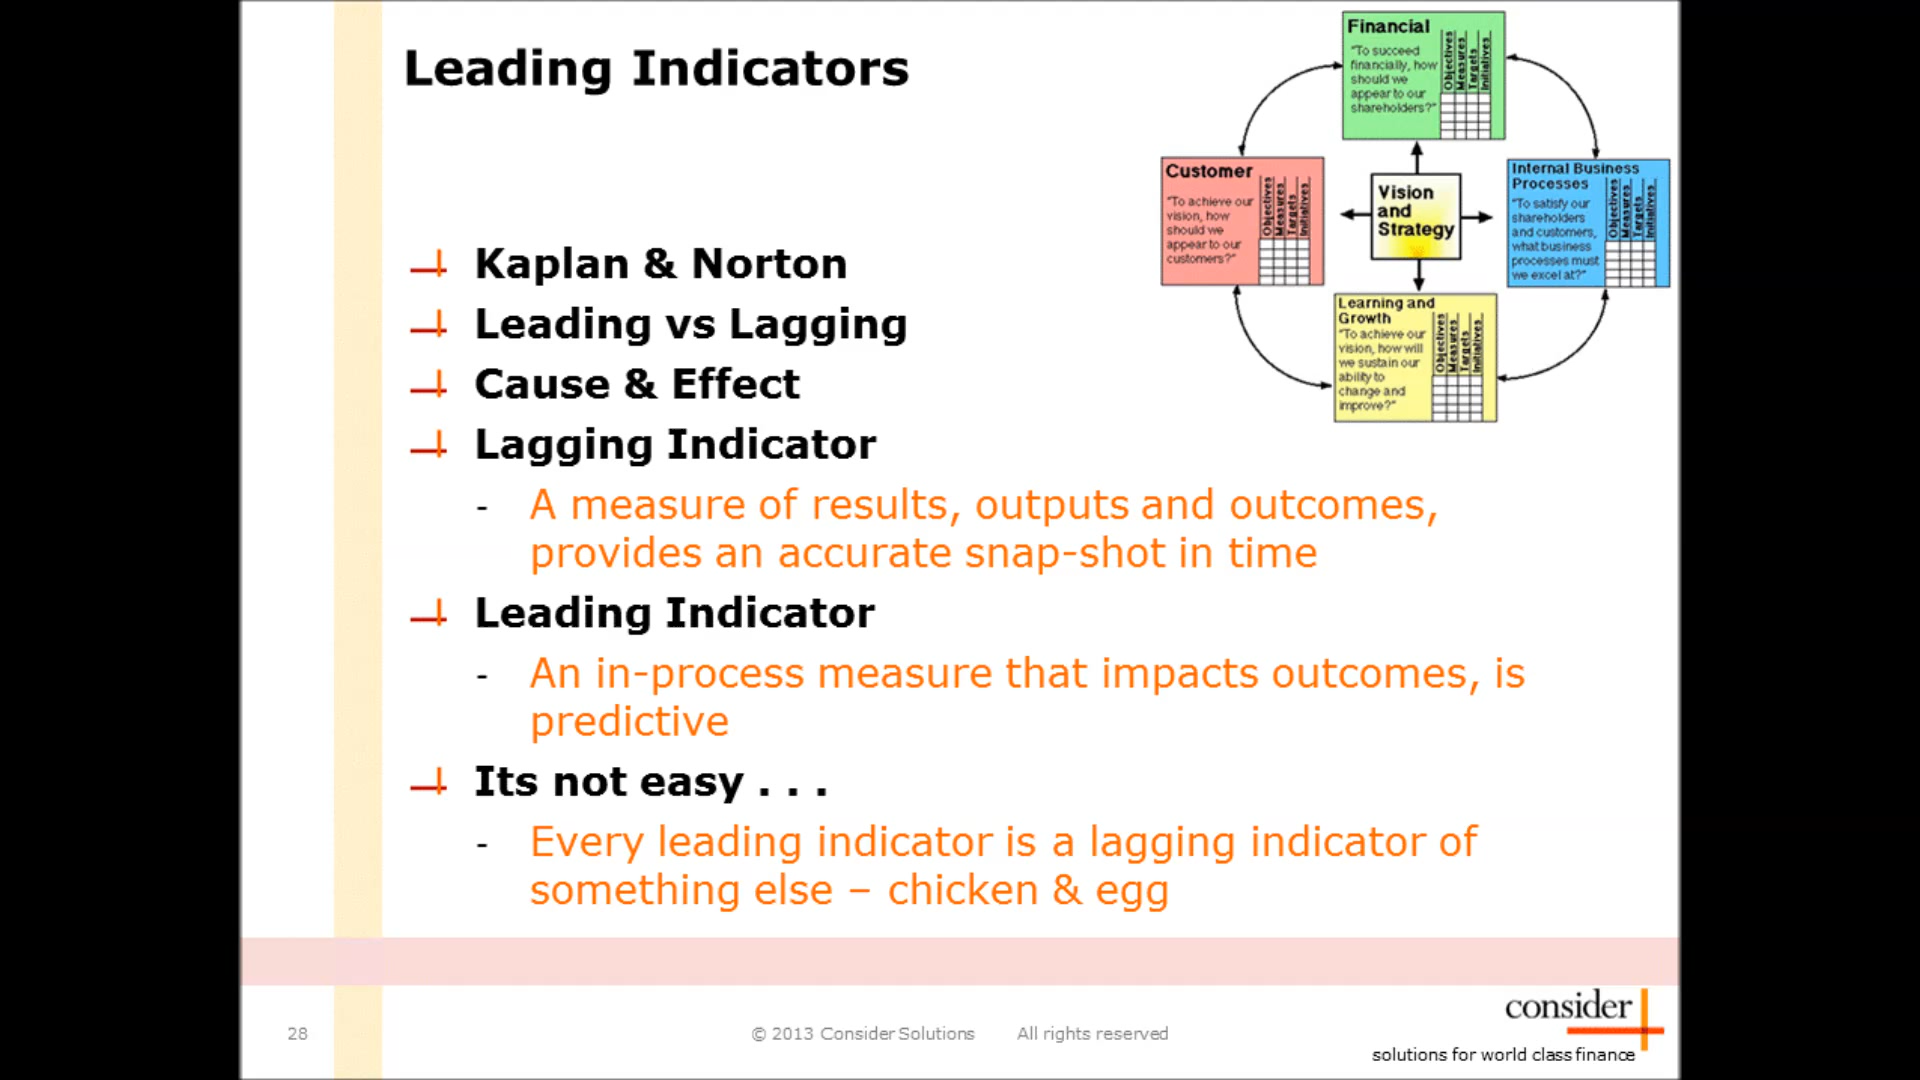 Leading Indicators
Kaplan & Norton
Leading vs Lagging
Cause & Effect
Lagging Indicator
- A measure of results, outputs and outcomes,
provides an accurate snap-shot in time
Leading Indicator
- An in-process measure that impacts outcomes, is
predictive
Its not easy . . .
- Every leading indicator is a lagging indicator of
something else – chicken & egg
Financial
"To succeed
financially, how
should we
appear to our
shareholders?"
Objectives
Measures
Targets
Initiatives
Customer
"To achieve our
vision, how
should we
appear to our
customers?"
Objectives
Measures
Targets
Initiatives
Vision
and
Strategy
Internal Business
Processes
"To satisfy our
shareholders
and customers,
what business
processes must
we excel at?"
Objectives
Measures
Targets
Initiatives
Learning and
Growth
"To achieve our
vision, how will
we sustain our
ability to
change and
improve?"
Objectives
Measures
Targets
Initiatives
28
© 2013 Consider Solutions All rights reserved
consider
solutions for world class finance